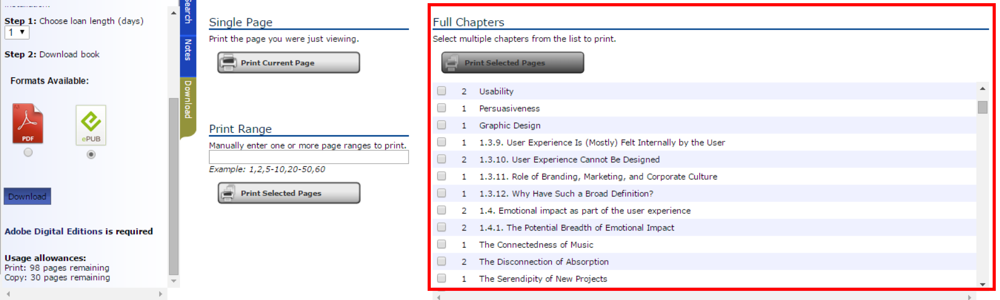 Step 1: Choose loan length (days)
1
Step 2: Download book
Formats Available:
PDF
ePUB
Download
Adobe Digital Editions is required
Usage allowances:
Print: 98 pages remaining
Copy: 30 pages remaining
Search
Notes
Download
Single Page
Print the page you were just viewing.
Print Current Page
Print Range
Manually enter one or more page ranges to print.
Example: 1,2,5-10,20-50,60
Print Selected Pages
Full Chapters
Select multiple chapters from the list to print.
Print Selected Pages
2 Usability
1 Persuasiveness
1 Graphic Design
1 1.3.9. User Experience Is (Mostly) Felt Internally by the User
2 1.3.10. User Experience Cannot Be Designed
1 1.3.11. Role of Branding, Marketing, and Corporate Culture
1 1.3.12. Why Have Such a Broad Definition?
2 1.4. Emotional impact as part of the user experience
2 1.4.1. The Potential Breadth of Emotional Impact
1 The Connectedness of Music
2 The Disconnection of Absorption
1 The Serendipity of New Projects